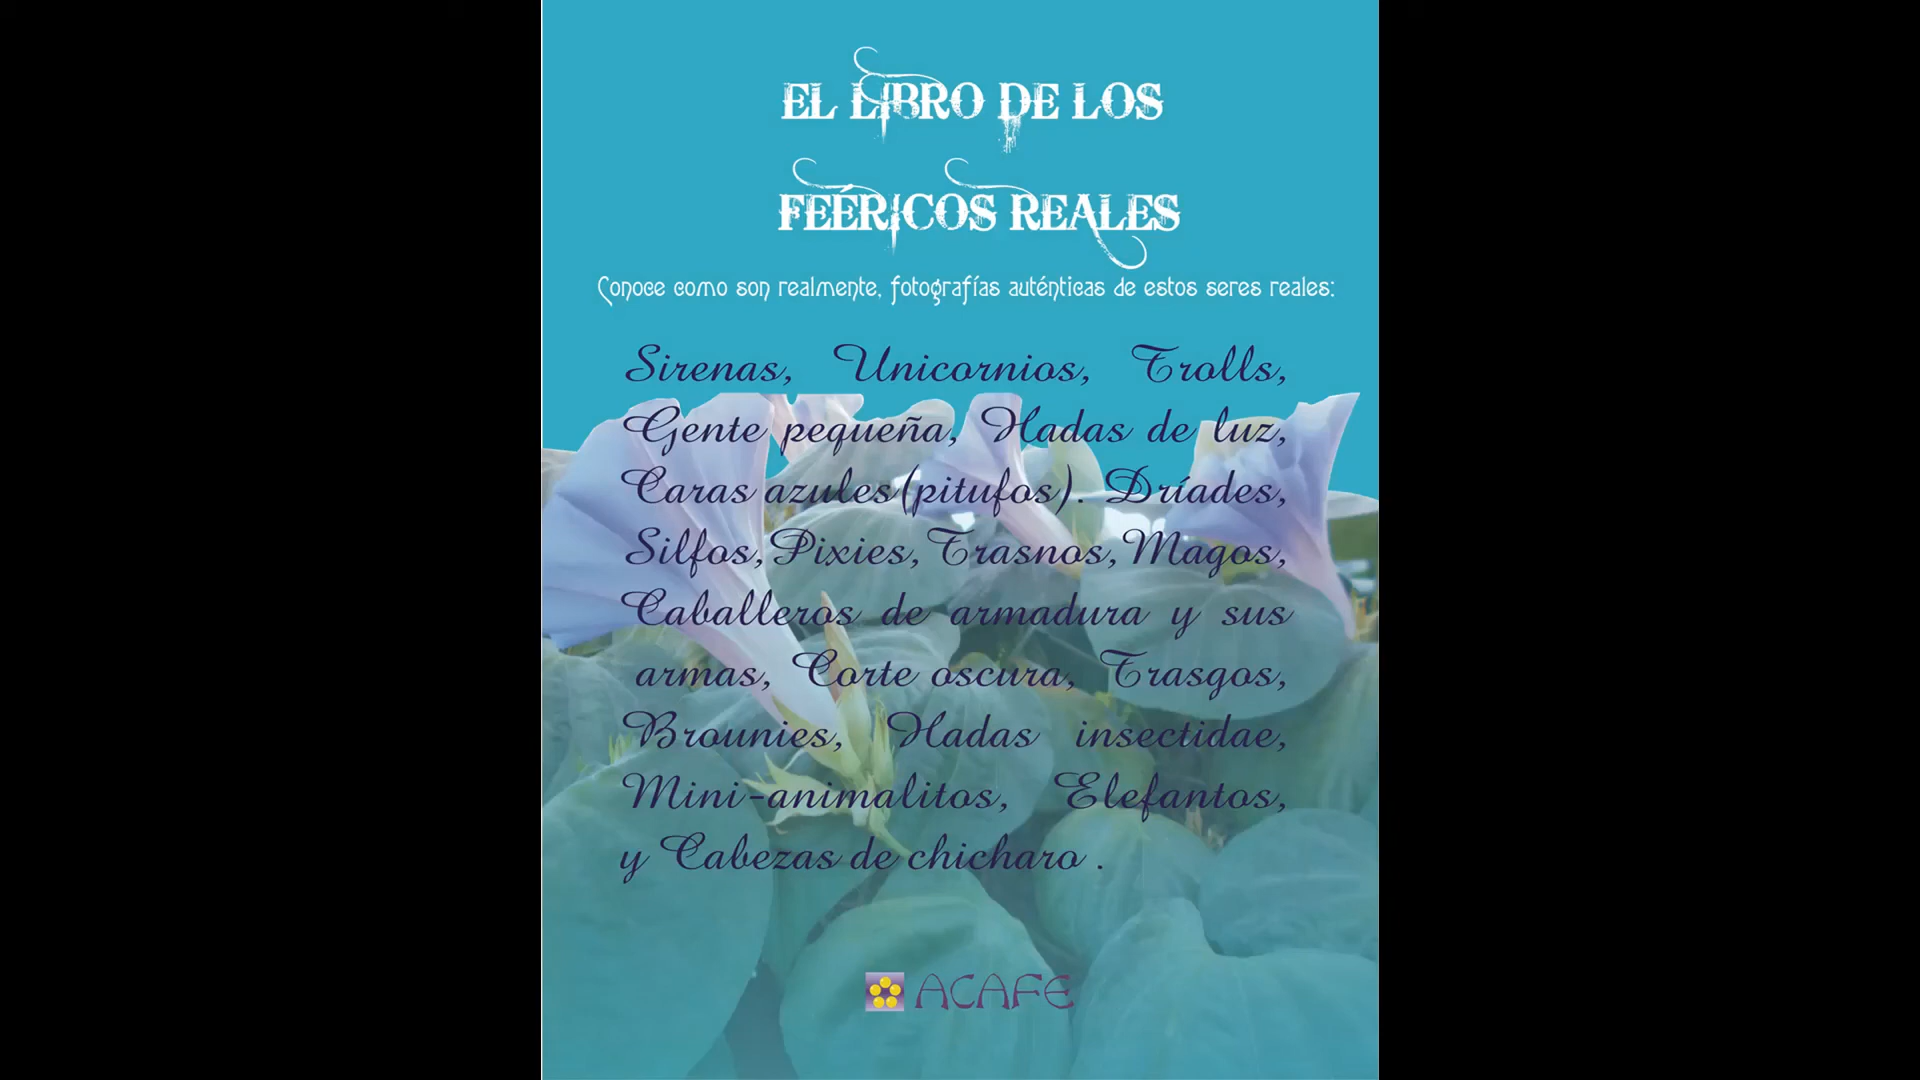 EL LIBRO DE LOS
FEÉRICOS REALES
Conoce como son realmente, fotografías auténticas de estos seres reales:
Sirenas, Unicornios, Trolls,
Gente pequeña, Hadas de luz,
Caras azules(pitufos). Dríades,
Silfos,Pixies,Trasnos,Magos,
Caballeros de armadura y sus
armas, Corte oscura, Trasgos,
Brounies, Hadas insectidae,
Mini-animalitos, Elefantos,
y Cabezas de chicharo .
ACAFE